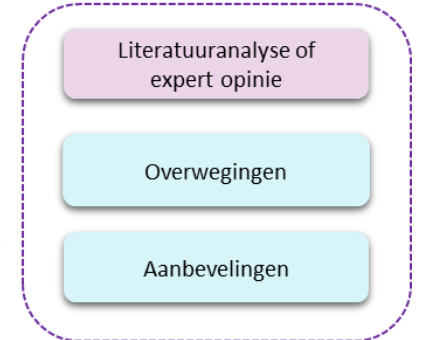 Literatuuranalyse of
expert opinie
Overwegingen
Aanbevelingen